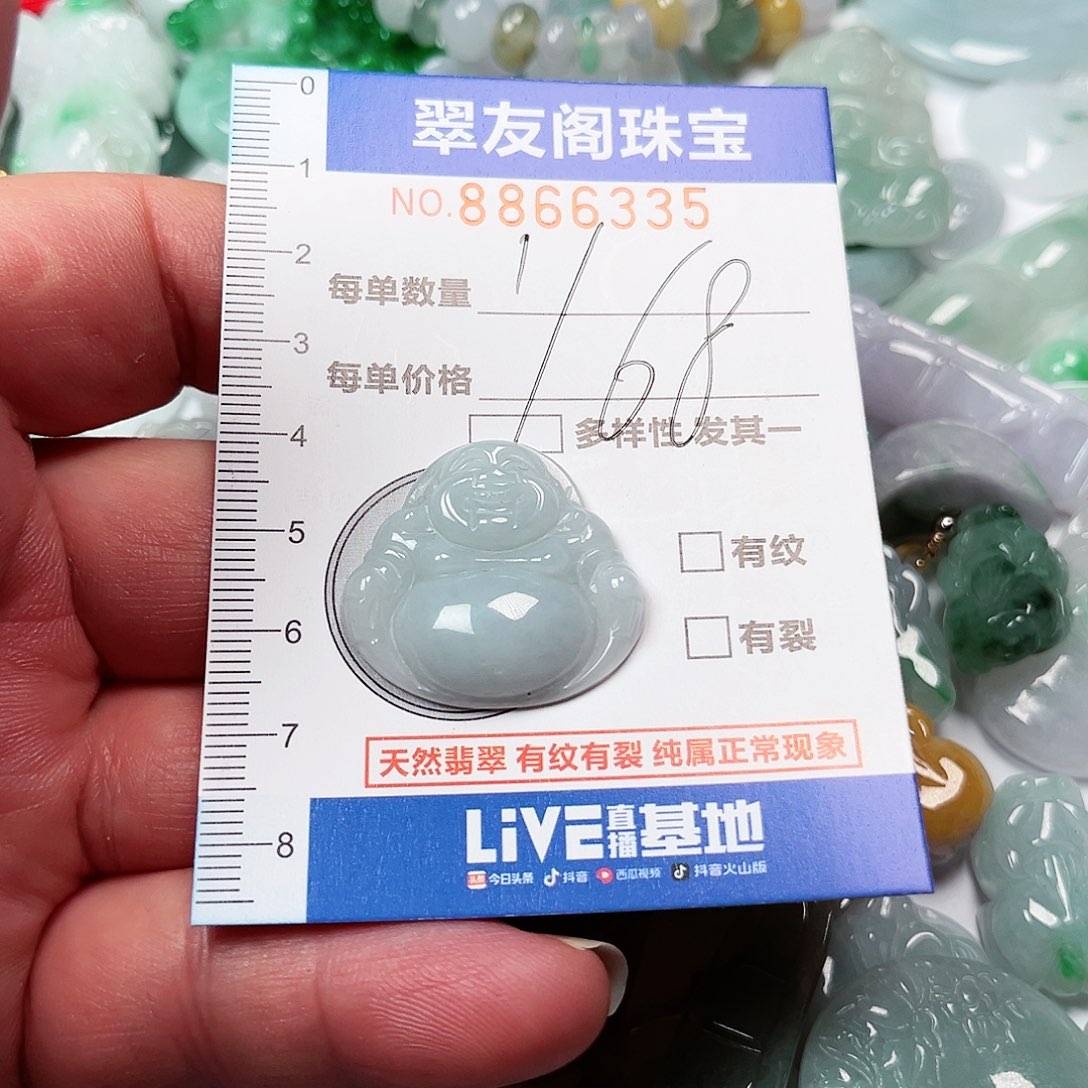 翠友阁珠宝
NO.8866335
每单数量 1
每单价格 168
多样性 发其一
有纹
有裂
天然翡翠 有纹有裂 纯属正常现象
LiVE直播基地
今日头条 抖音 西瓜视频 抖音火山版
0
1
2
3
4
5
6
7
8